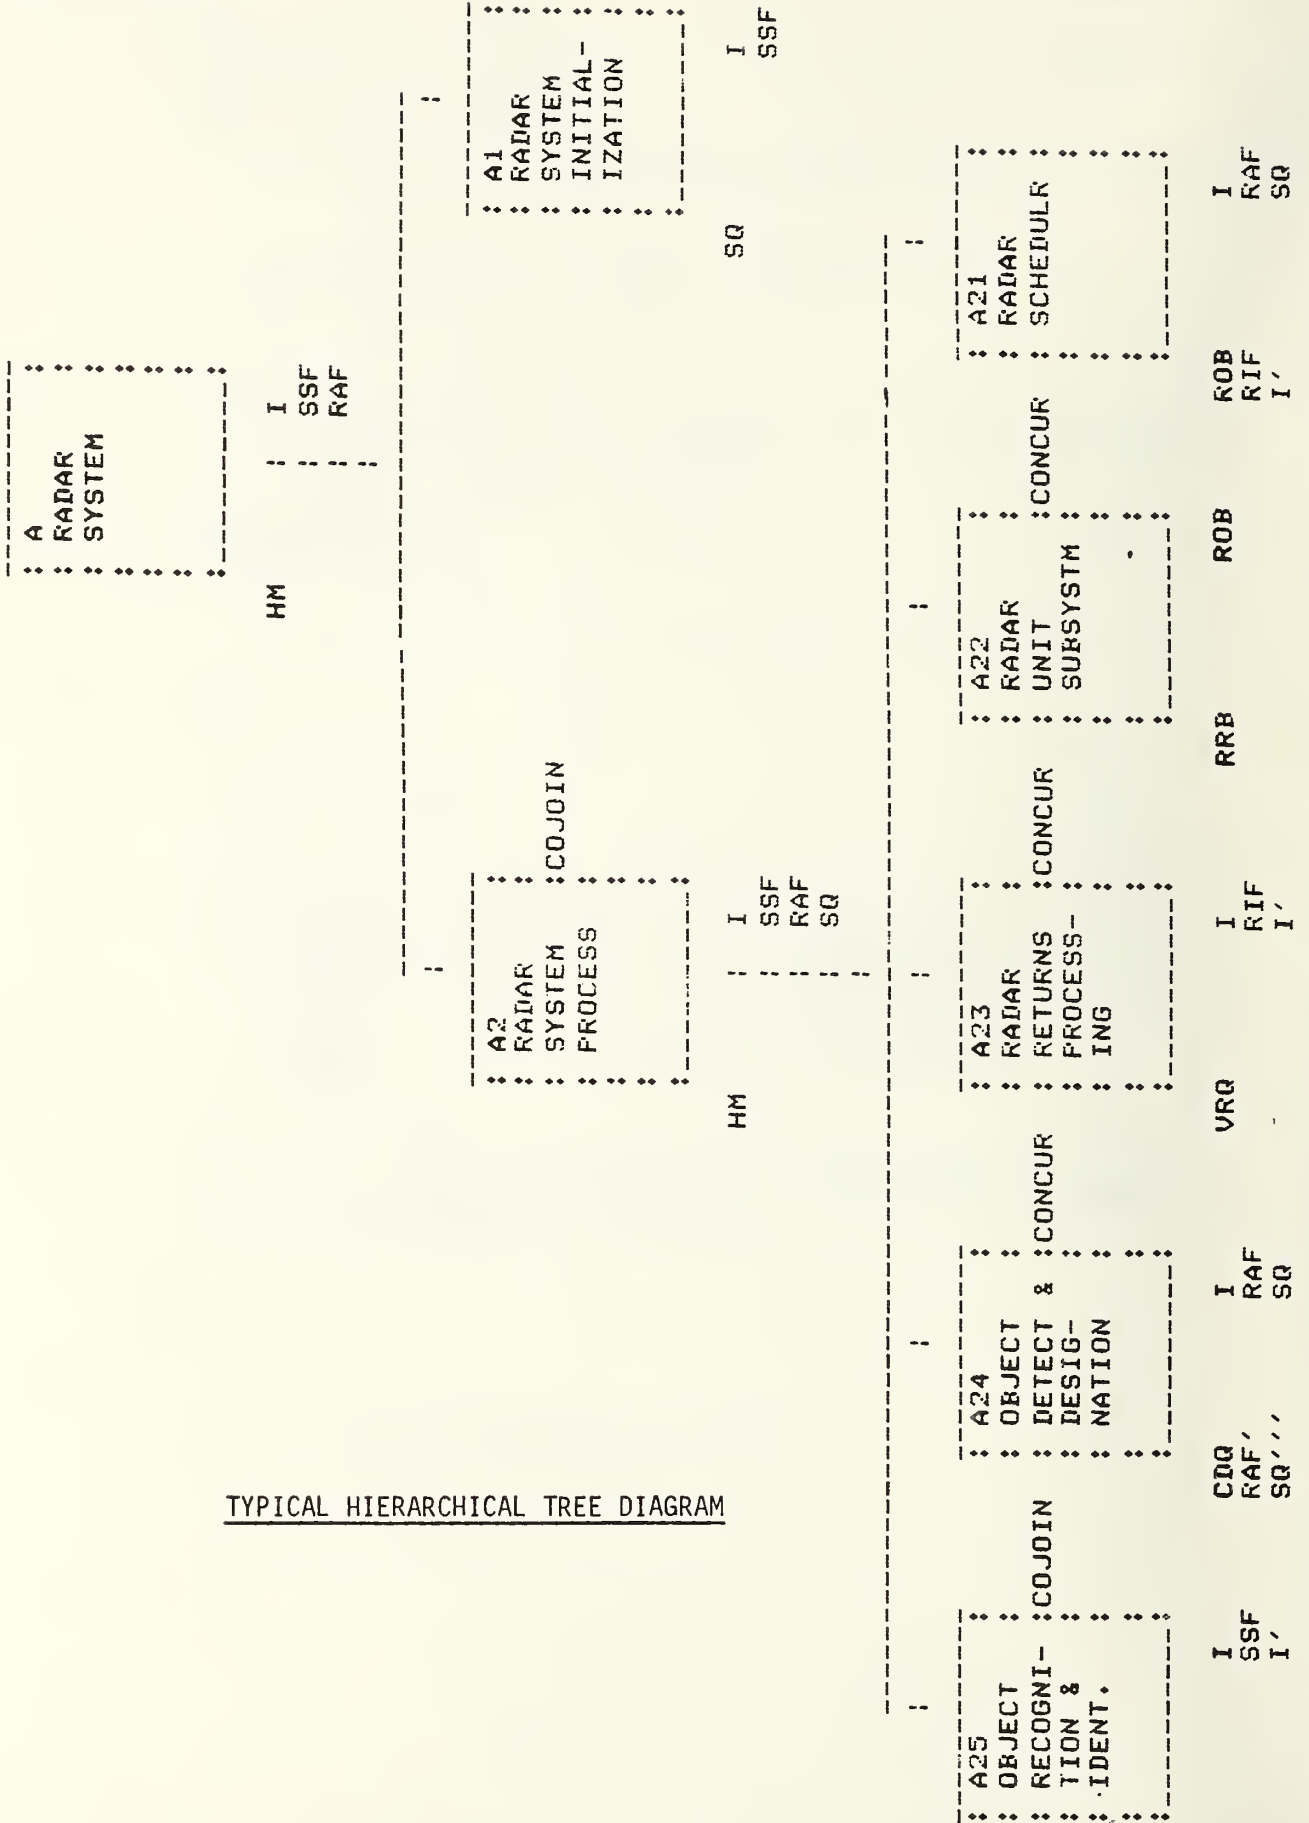 A
RADAR
SYSTEM
HM
I
SSF
RAF
A2
RADAR
SYSTEM
PROCESS
COJOIN
A1
RADAR
SYSTEM
INITIAL-
IZATION
HM
I
SSF
RAF
SQ
SQ
I
SSF
A25
OBJECT
RECOGNI-
TION &
IDENT.
COJOIN
A24
OBJECT
DETECT &
DESIG-
NATION
CONCUR
A23
RADAR
RETURNS
PROCESS-
ING
CONCUR
A22
RADAR
UNIT
SUBSYSTM
CONCUR
A21
RADAR
SCHEDULR
I
SSF
I'
CDQ
RAF'
SQ'''
I
RAF
SQ
VRQ
I
RIF
I'
RRB
ROB
ROB
RIF
I'
I
RAF
SQ
TYPICAL HIERARCHICAL TREE DIAGRAM